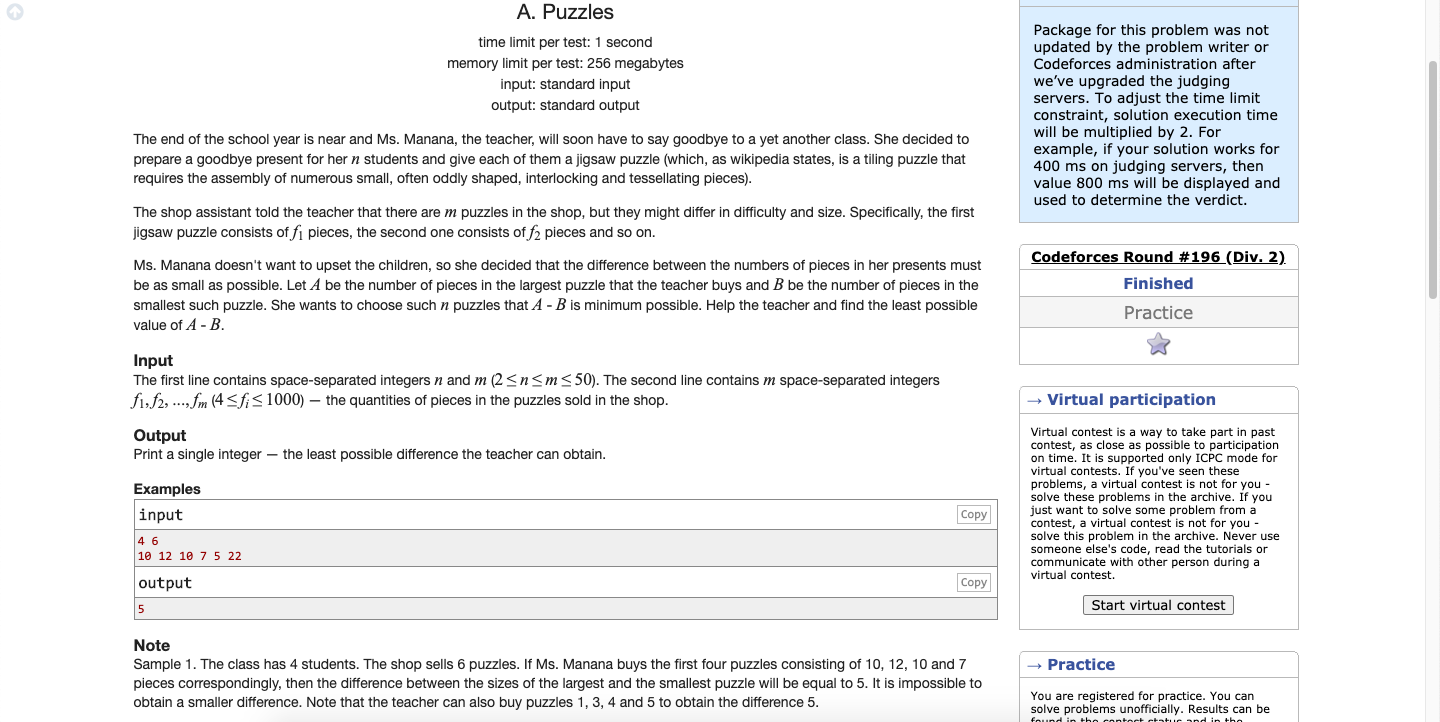 A. Puzzles
time limit per test: 1 second
memory limit per test: 256 megabytes
input: standard input
output: standard output
The end of the school year is near and Ms. Manana, the teacher, will soon have to say goodbye to a yet another class. She decided to
prepare a goodbye present for her n students and give each of them a jigsaw puzzle (which, as wikipedia states, is a tiling puzzle that
requires the assembly of numerous small, often oddly shaped, interlocking and tessellating pieces).
The shop assistant told the teacher that there are m puzzles in the shop, but they might differ in difficulty and size. Specifically, the first
jigsaw puzzle consists of f1 pieces, the second one consists of f2 pieces and so on.
Ms. Manana doesn't want to upset the children, so she decided that the difference between the numbers of pieces in her presents must
be as small as possible. Let A be the number of pieces in the largest puzzle that the teacher buys and B be the number of pieces in the
smallest such puzzle. She wants to choose such n puzzles that A - B is minimum possible. Help the teacher and find the least possible
value of A - B.
Input
The first line contains space-separated integers n and m (2 ≤ n ≤ m ≤ 50). The second line contains m space-separated integers
f1, f2, ..., fm (4 ≤ fi ≤ 1000) — the quantities of pieces in the puzzles sold in the shop.
Output
Print a single integer — the least possible difference the teacher can obtain.
Examples
input
Copy
4 6
10 12 10 7 5 22
output
Copy
5
Note
Sample 1. The class has 4 students. The shop sells 6 puzzles. If Ms. Manana buys the first four puzzles consisting of 10, 12, 10 and 7
pieces correspondingly, then the difference between the sizes of the largest and the smallest puzzle will be equal to 5. It is impossible to
obtain a smaller difference. Note that the teacher can also buy puzzles 1, 3, 4 and 5 to obtain the difference 5.
Package for this problem was not
updated by the problem writer or
Codeforces administration after
we've upgraded the judging
servers. To adjust the time limit
constraint, solution execution time
will be multiplied by 2. For
example, if your solution works for
400 ms on judging servers, then
value 800 ms will be displayed and
used to determine the verdict.
Codeforces Round #196 (Div. 2)
Finished
Practice
→ Virtual participation
Virtual contest is a way to take part in past
contest, as close as possible to participation
on time. It is supported only ICPC mode for
virtual contests. If you've seen these
problems, a virtual contest is not for you -
solve these problems in the archive. If you
just want to solve some problem from a
contest, a virtual contest is not for you -
solve this problem in the archive. Never use
someone else's code, read the tutorials or
communicate with other person during a
virtual contest.
Start virtual contest
→ Practice
You are registered for practice. You can
solve problems unofficially. Results can be
found in the contest status and in the